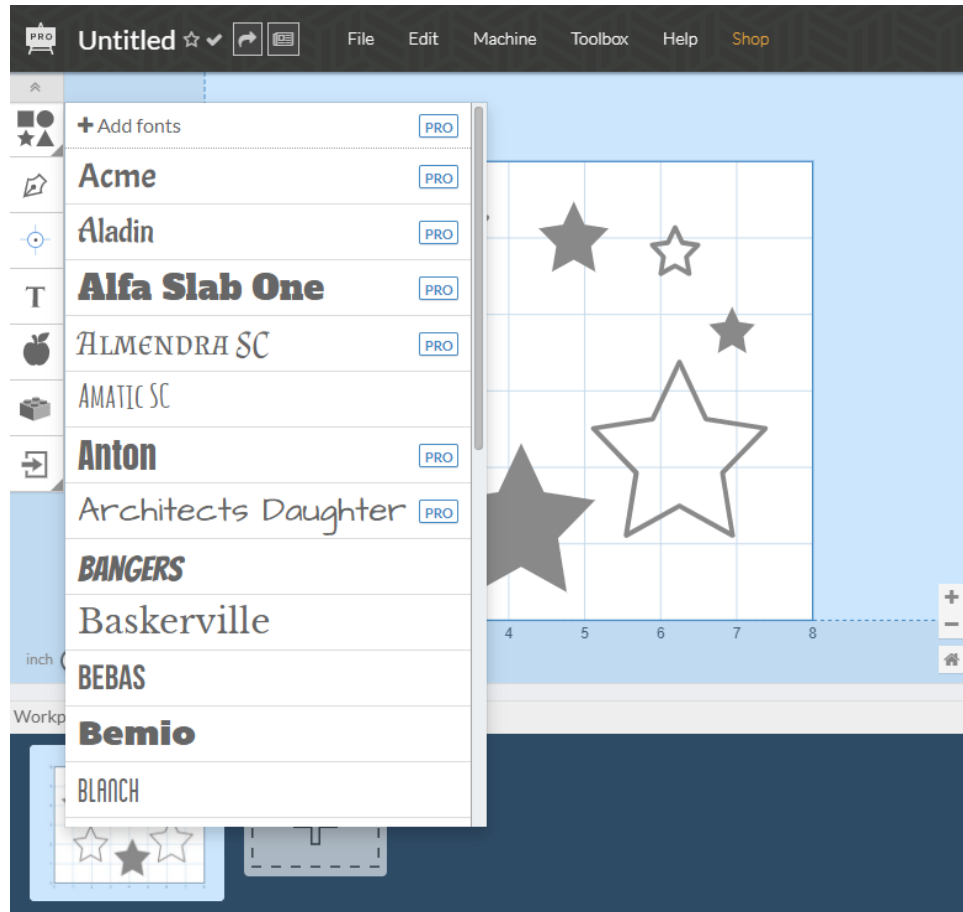 PRO Untitled File Edit Machine Toolbox Help Shop
Add fonts PRO
Acme PRO
Aladin PRO
Alfa Slab One PRO
T
Almendra SC PRO
Amatic SC
Anton PRO
Architects Daughter PRO
BANGERS
Baskerville
4 5 6 7 8
inch
BEBAS
Workp
Bemio
BLANCH